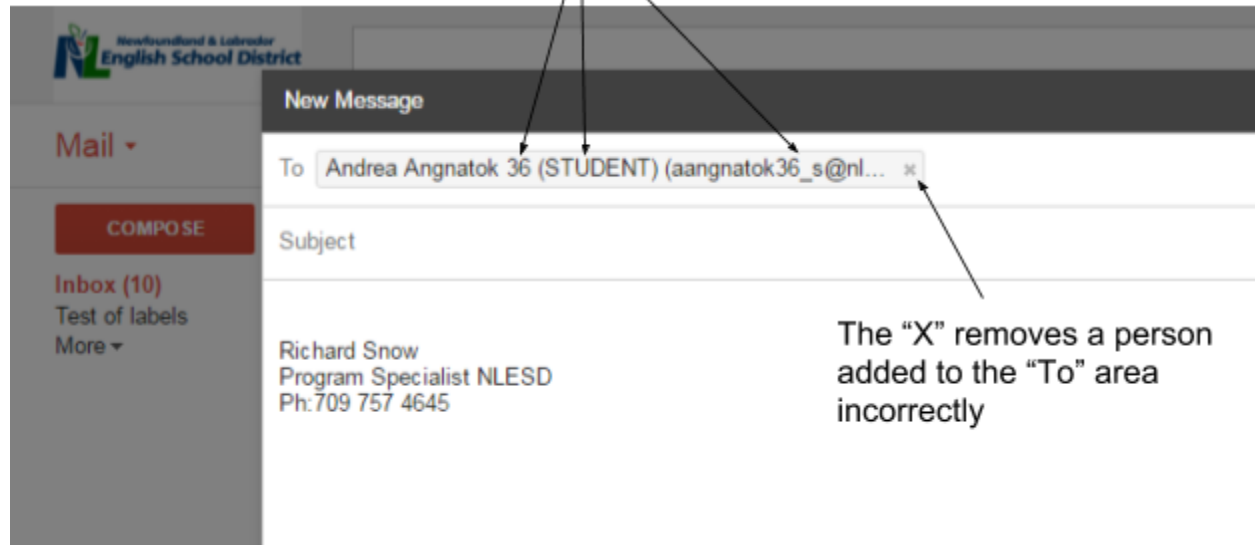 Newfoundland & Labrador
NL English School District
New Message
Mail
To Andrea Angnatok 36 (STUDENT) (aangnatok36_s@nl... ×
COMPOSE
Subject
Inbox (10)
Test of labels
More
Richard Snow
Program Specialist NLESD
Ph:709 757 4645
The “X” removes a person
added to the “To” area
incorrectly